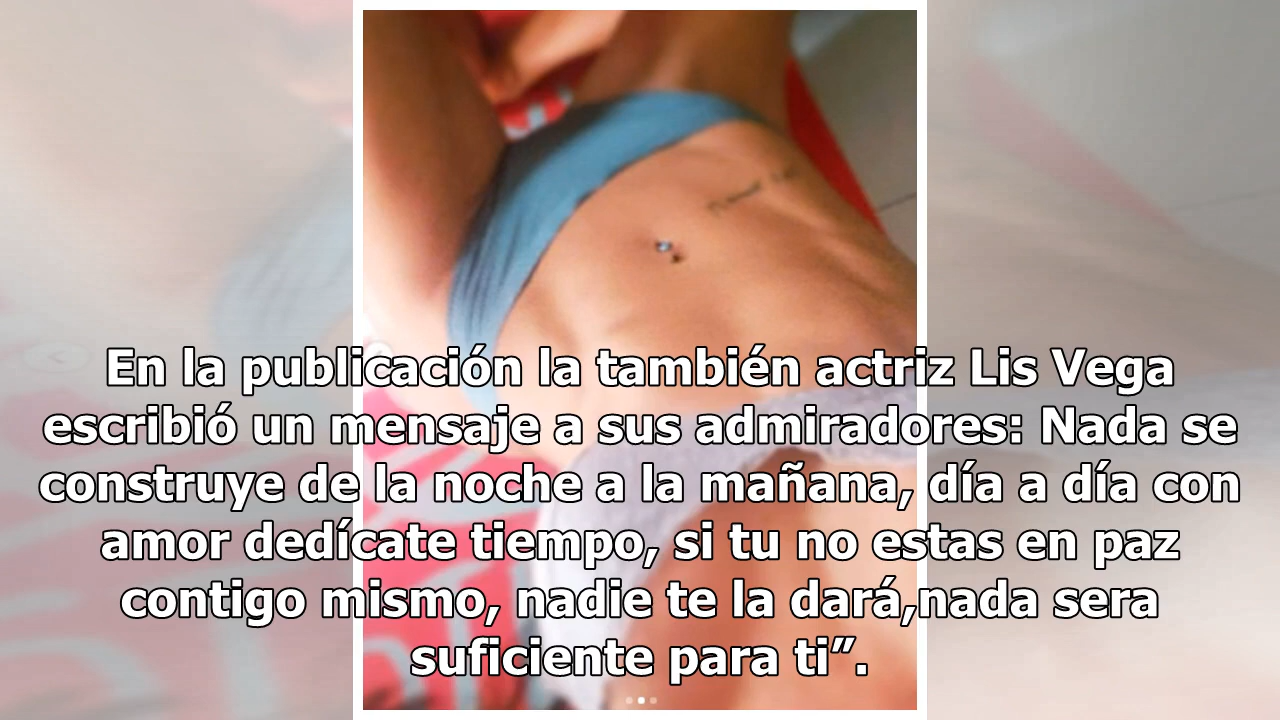 En la publicación la también actriz Lis Vega
escribió un mensaje a sus admiradores: Nada se
construye de la noche a la mañana, día a día con
amor dedícate tiempo, si tu no estas en paz
contigo mismo, nadie te la dará,nada sera
suficiente para ti”.